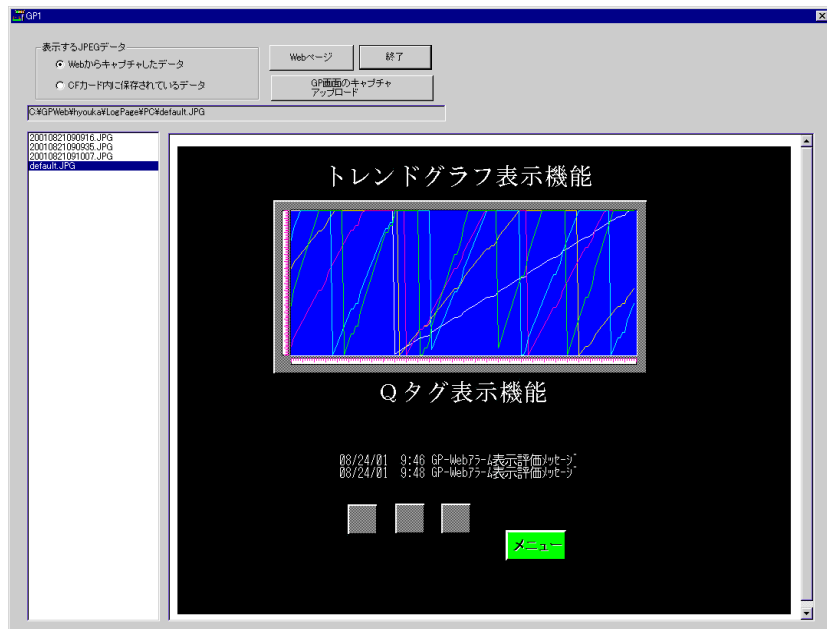 GP1
表示するJPEGデータ
Webからキャプチャしたデータ
CFカード内に保存されているデータ
Webページ
終了
GP画面のキャプチャ
アップロード
C:¥GPWeb¥hyouka¥LogPage¥PC¥default.JPG
20010821090916.JPG
20010821090935.JPG
20010821091007.JPG
default.JPG
トレンドグラフ表示機能
Qタグ表示機能
08/24/01 9:46 GP-Webアラーム表示評価メッセージ
08/24/01 9:48 GP-Webアラーム表示評価メッセージ
メニュー